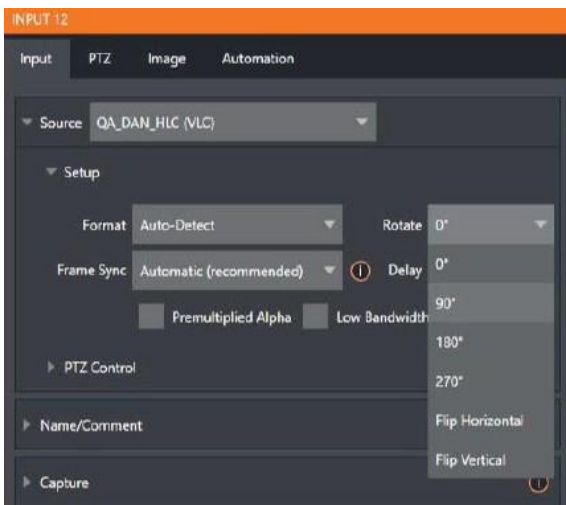 INPUT 12
Input PTZ Image Automation
Source QA_DAN_HLC (VLC)
Setup
Format Auto-Detect Rotate 0°
Frame Sync Automatic (recommended) Delay 0°
Premultiplied Alpha Low Bandwidth 90°
180°
PTZ Control
270°
Name/Comment Flip Horizontal
Flip Vertical
Capture